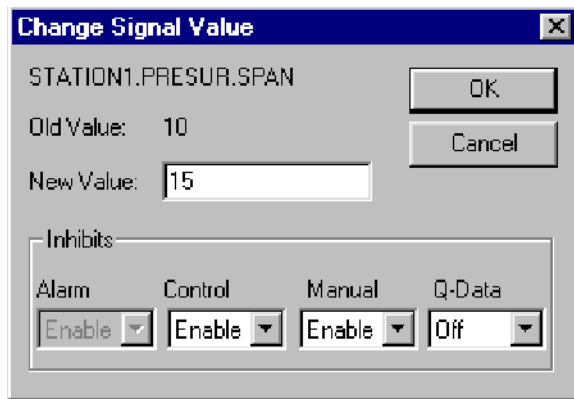 Change Signal Value
STATION1.PRESUR.SPAN
OK
Old Value: 10
Cancel
New Value: 15
Inhibits
Alarm Control Manual Q-Data
Enable Enable Enable Off